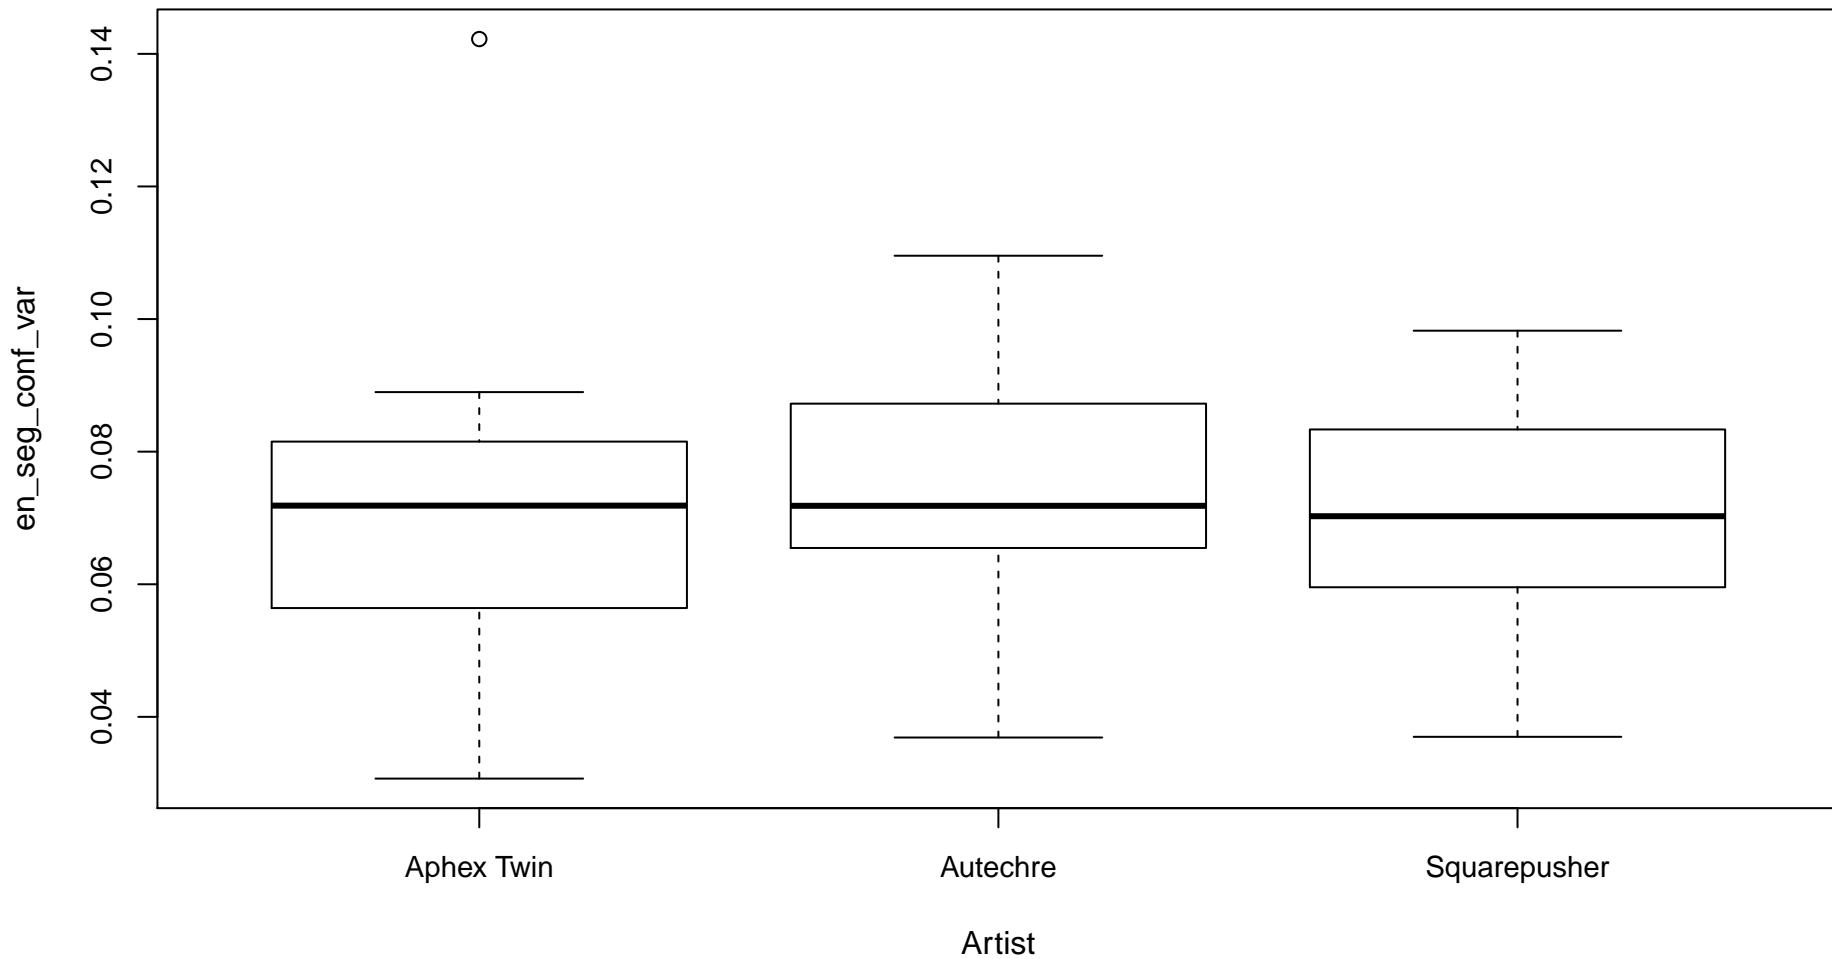 en_seg_conf_var
0.14
0.12
0.10
0.08
0.06
0.04
Aphex Twin
Autechre
Squarepusher
Artist